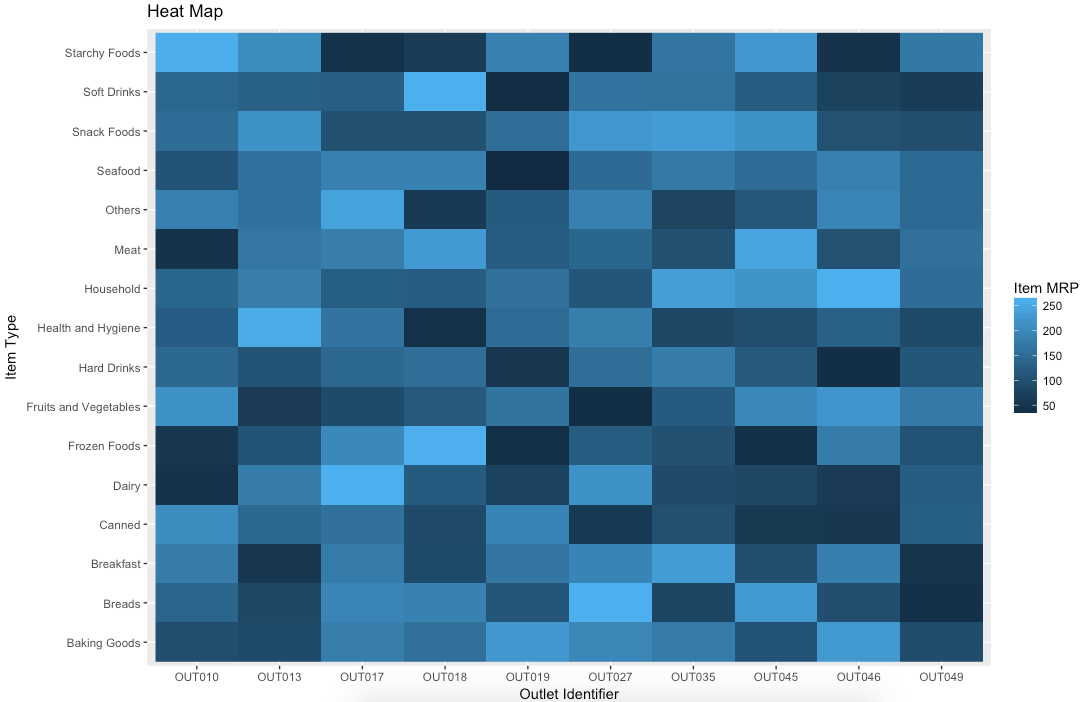 Heat Map
Item Type
Starchy Foods
Soft Drinks
Snack Foods
Seafood
Others
Meat
Household
Health and Hygiene
Hard Drinks
Fruits and Vegetables
Frozen Foods
Dairy
Canned
Breakfast
Breads
Baking Goods
OUT010 OUT013 OUT017 OUT018 OUT019 OUT027 OUT035 OUT045 OUT046 OUT049
Outlet Identifier
Item MRP
250
200
150
100
50